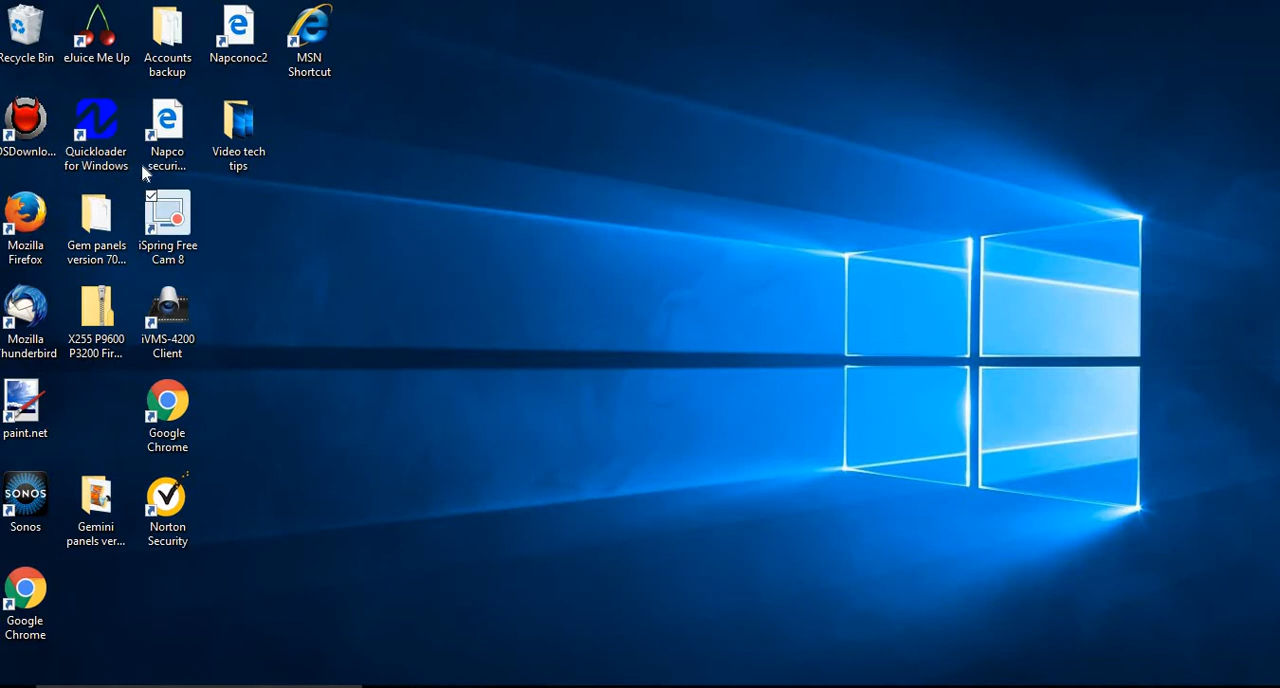 Recycle Bin
eJuice Me Up
Accounts
backup
Napconoc2
MSN
Shortcut
OSDownlo...
Quickloader
for Windows
Napco
securi...
Video tech
tips
Mozilla
Firefox
Gem panels
version 70...
iSpring Free
Cam 8
Mozilla
Thunderbird
X255 P9600
P3200 Fir...
iVMS-4200
Client
paint.net
Google
Chrome
SONOS
Sonos
Gemini
panels ver...
Norton
Security
Google
Chrome